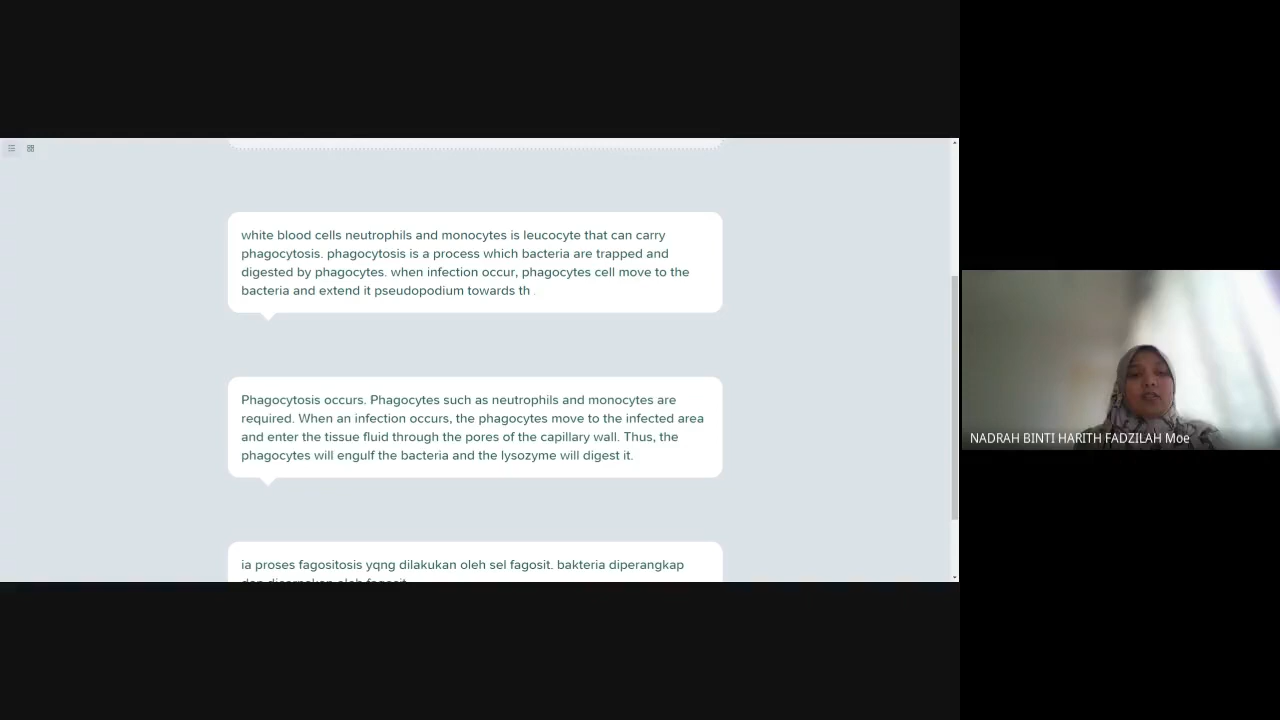 white blood cells neutrophils and monocytes is leucocyte that can carry
phagocytosis. phagocytosis is a process which bacteria are trapped and
digested by phagocytes. when infection occur, phagocytes cell move to the
bacteria and extend it pseudopodium towards th .
Phagocytosis occurs. Phagocytes such as neutrophils and monocytes are
required. When an infection occurs, the phagocytes move to the infected area
and enter the tissue fluid through the pores of the capillary wall. Thus, the
phagocytes will engulf the bacteria and the lysozyme will digest it.
ia proses fagositosis yqng dilakukan oleh sel fagosit. bakteria diperangkap
dan dicernakan oleh fagosit
NADRAH BINTI HARITH FADZILAH Moe